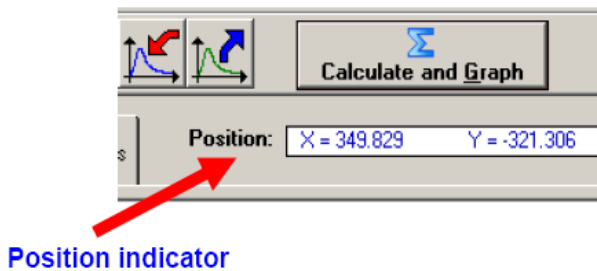 Calculate and Graph
s
Position: X = 349.829 Y = -321.306
Position indicator